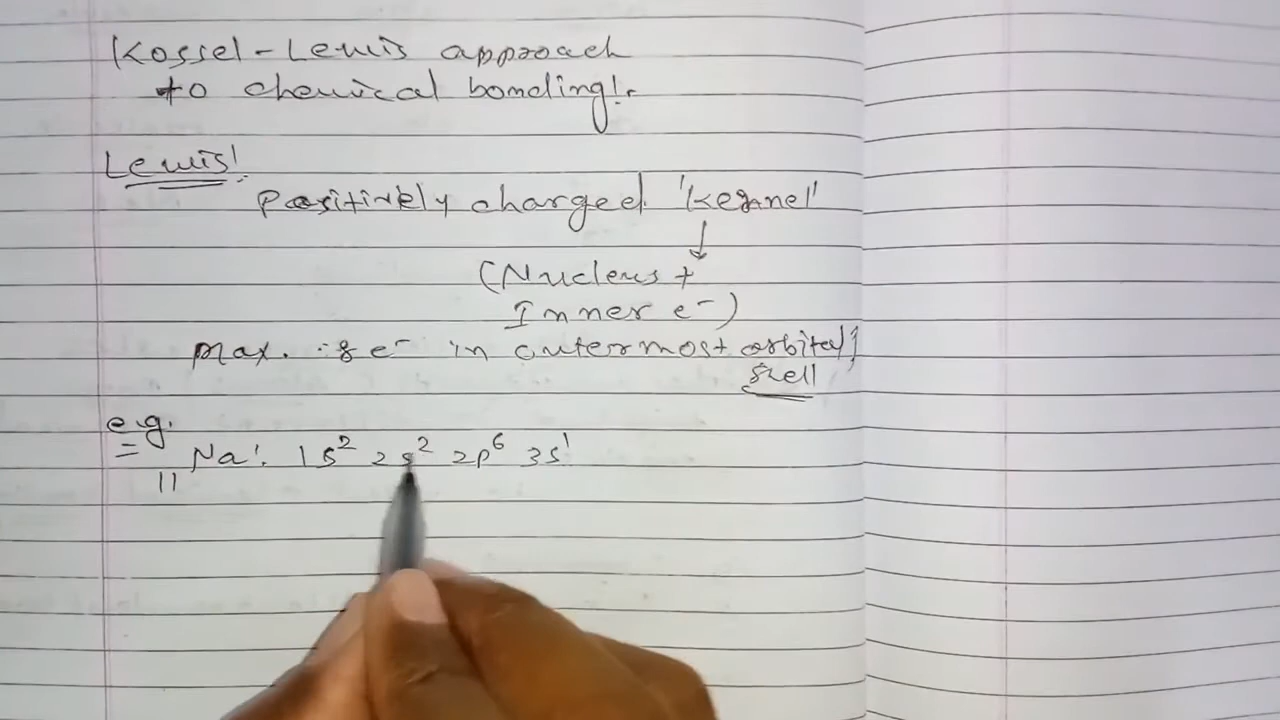 Kossel-Lewis approach
to chemical bonding:
Lewis:
Positively charged 'kernel'
(Nucleus +
Inner e⁻)
max. 8 e⁻ in outermost orbital/
shell
e.g.
₁₁Na: 1s² 2s² 2p⁶ 3s¹